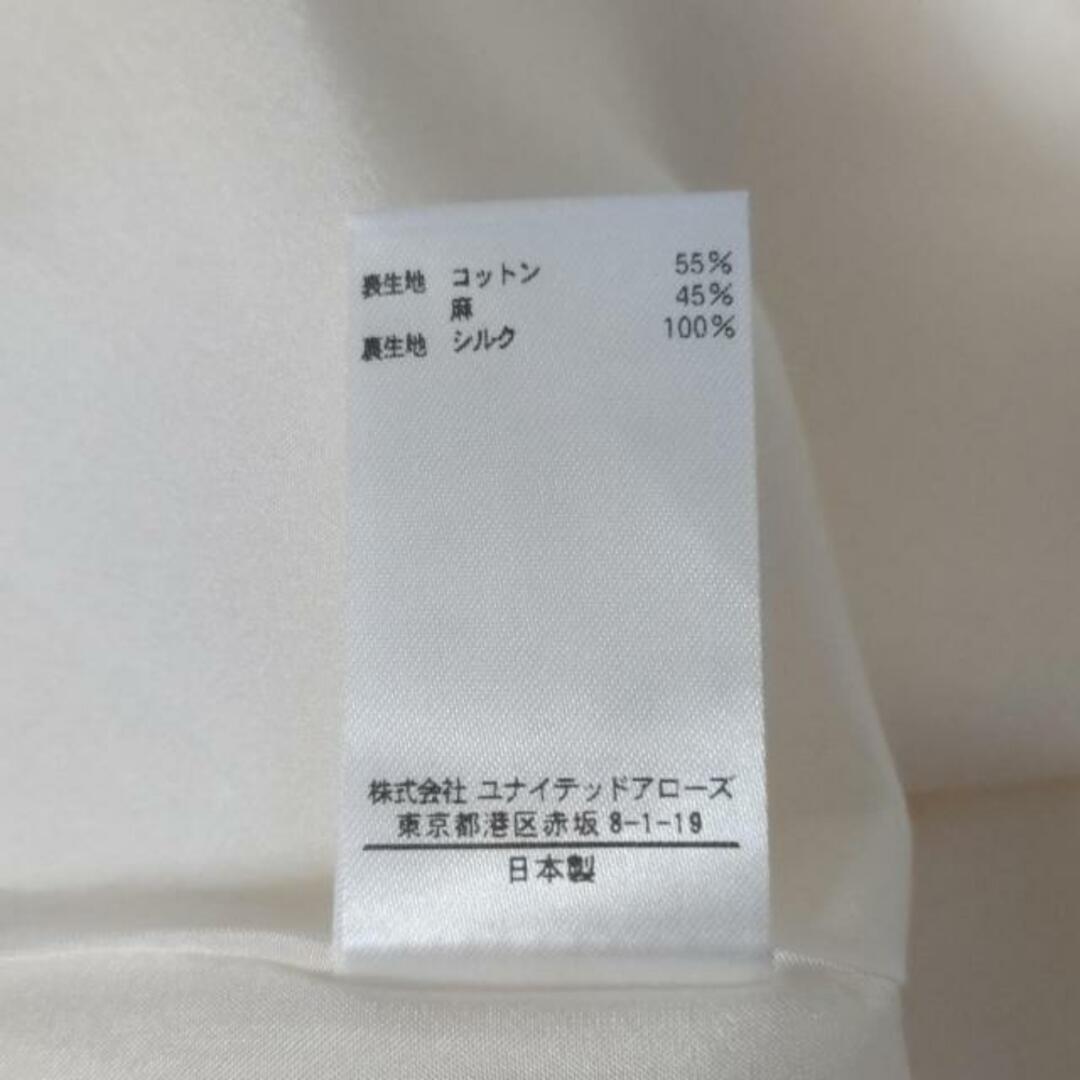 表生地 コットン 55%
麻 45%
裏生地 シルク 100%
株式会社 ユナイテッドアローズ
東京都港区赤坂 8-1-19
日本製